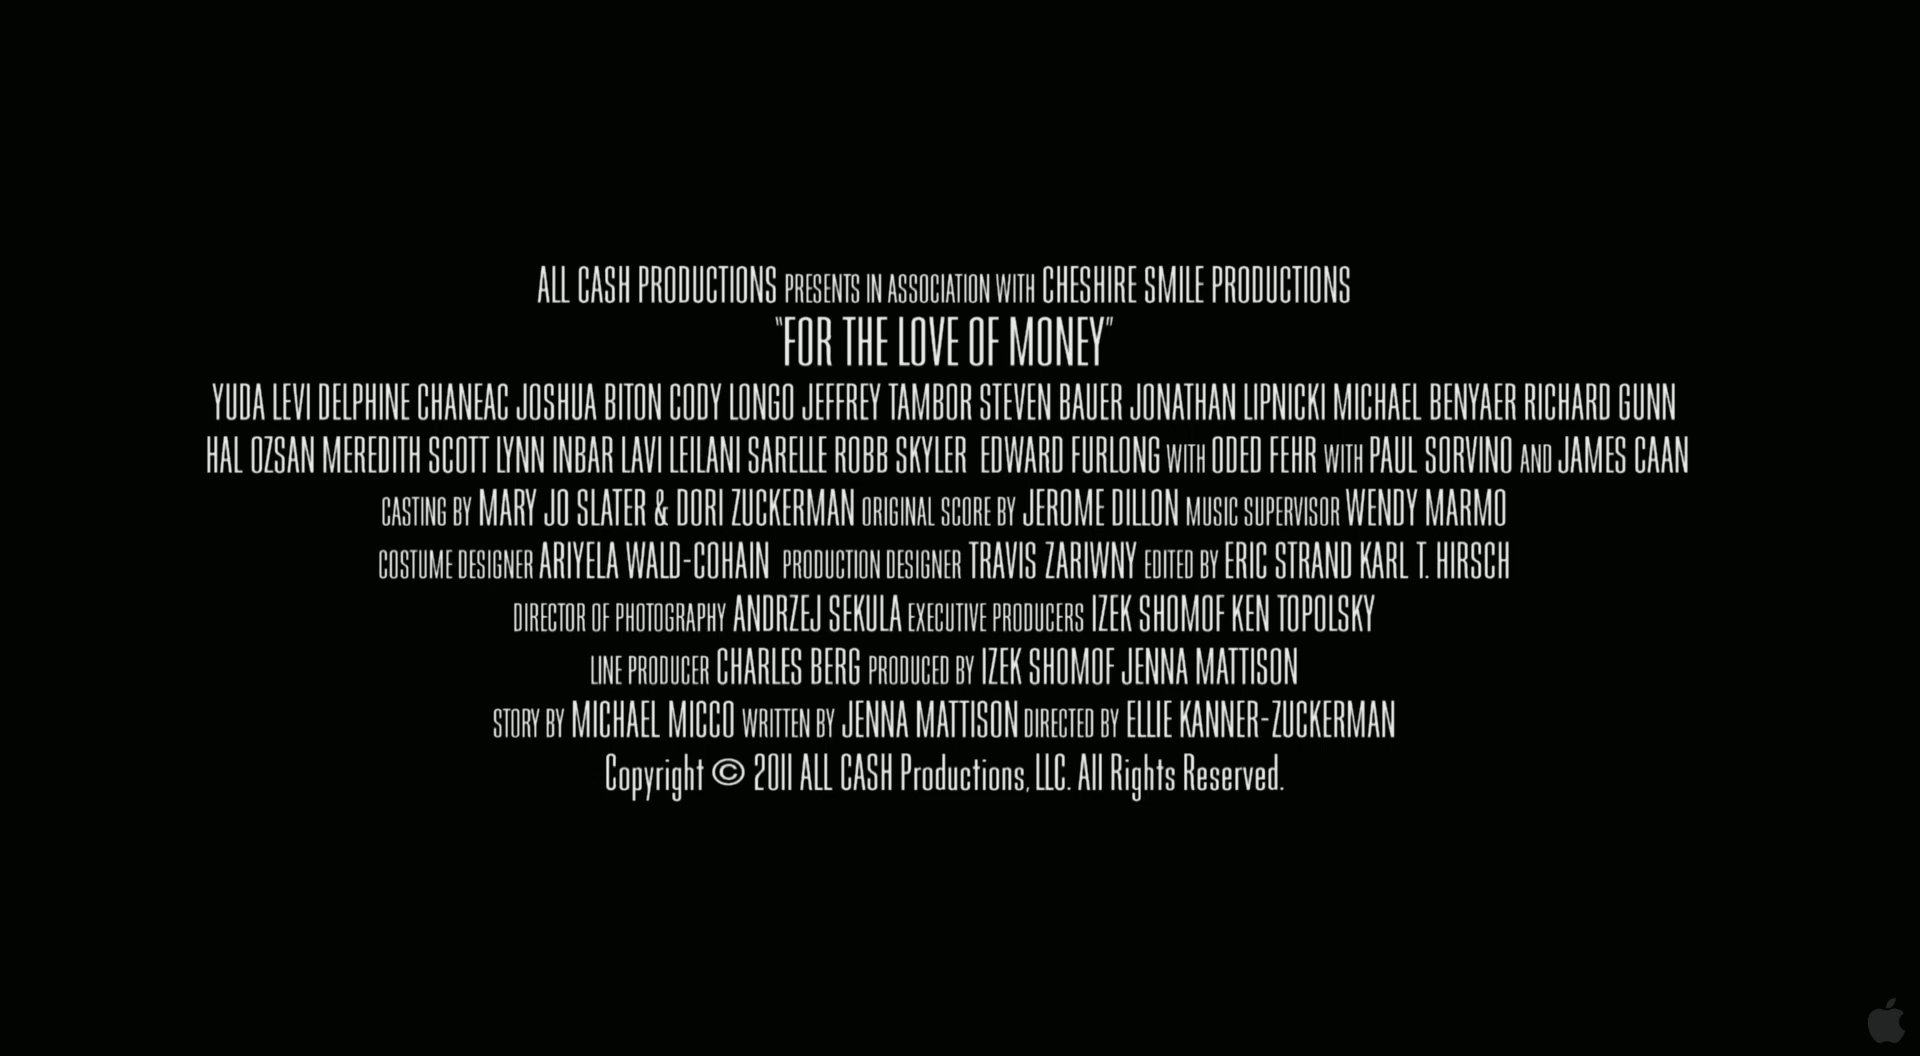 ALL CASH PRODUCTIONS PRESENTS IN ASSOCIATION WITH CHESHIRE SMILE PRODUCTIONS
"FOR THE LOVE OF MONEY"
YUDA LEVI DELPHINE CHANEAC JOSHUA BITON CODY LONGO JEFFREY TAMBOR STEVEN BAUER JONATHAN LIPNICKI MICHAEL BENYAER RICHARD GUNN
HAL OZSAN MEREDITH SCOTT LYNN INBAR LAVI LEILANI SARELLE ROBB SKYLER EDWARD FURLONG WITH ODED FEHR WITH PAUL SORVINO AND JAMES CAAN
CASTING BY MARY JO SLATER & DORI ZUCKERMAN ORIGINAL SCORE BY JEROME DILLON MUSIC SUPERVISOR WENDY MARMO
COSTUME DESIGNER ARIYELA WALD-COHAIN PRODUCTION DESIGNER TRAVIS ZARIWNY EDITED BY ERIC STRAND KARL T. HIRSCH
DIRECTOR OF PHOTOGRAPHY ANDRZEJ SEKULA EXECUTIVE PRODUCERS IZEK SHOMOF KEN TOPOLSKY
LINE PRODUCER CHARLES BERG PRODUCED BY IZEK SHOMOF JENNA MATTISON
STORY BY MICHAEL MICCO WRITTEN BY JENNA MATTISON DIRECTED BY ELLIE KANNER-ZUCKERMAN
Copyright © 2011 ALL CASH Productions, LLC. All Rights Reserved.